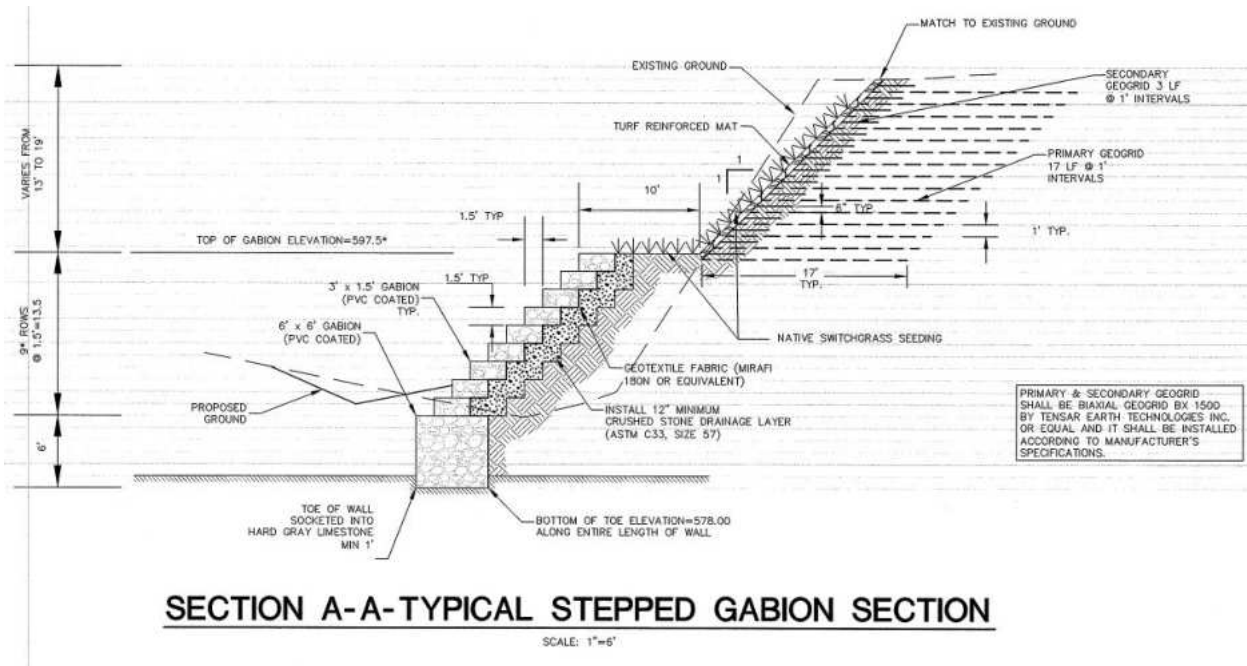 MATCH TO EXISTING GROUND
EXISTING GROUND
SECONDARY
GEOGRID 3 LF
@ 1' INTERVALS
TURF REINFORCED MAT
PRIMARY GEOGRID
17 LF @ 1'
INTERVALS
VARIES FROM
13' TO 19'
1
1
10'
1.5' TYP
6" TYP.
1' TYP.
TOP OF GABION ELEVATION=597.5*
17'
TYP.
1.5' TYP.
3' x 1.5' GABION
(PVC COATED)
TYP.
6' x 6' GABION
(PVC COATED)
9* ROWS
@ 1.5'=13.5
NATIVE SWITCHGRASS SEEDING
GEOTEXTILE FABRIC (MIRAFI
180N OR EQUIVALENT)
PROPOSED
GROUND
INSTALL 12" MINIMUM
CRUSHED STONE DRAINAGE LAYER
(ASTM C33, SIZE 57)
PRIMARY & SECONDARY GEOGRID
SHALL BE BIAXIAL GEOGRID BX 1500
BY TENSAR EARTH TECHNOLOGIES INC.
OR EQUAL AND IT SHALL BE INSTALLED
ACCORDING TO MANUFACTURER'S
SPECIFICATIONS.
6'
TOE OF WALL
SOCKETED INTO
HARD GRAY LIMESTONE
MIN 1'
BOTTOM OF TOE ELEVATION=578.00
ALONG ENTIRE LENGTH OF WALL
SECTION A-A-TYPICAL STEPPED GABION SECTION
SCALE: 1"=6'